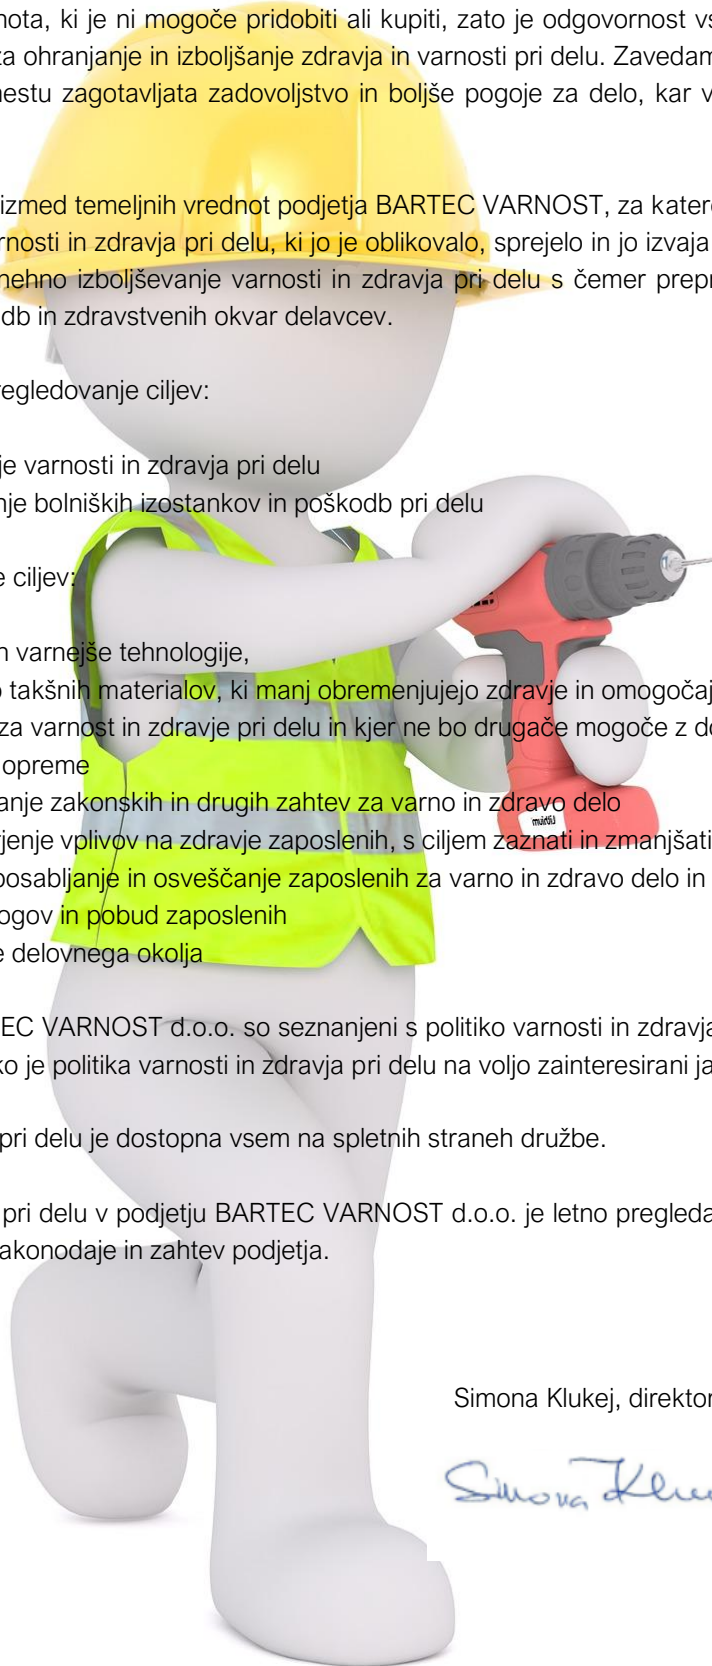 nota, ki je ni mogoče pridobiti ali kupiti, zato je odgovornost vs
za ohranjanje in izboljšanje zdravja in varnosti pri delu. Zavedam
nestu zagotavljata zadovoljstvo in boljše pogoje za delo, kar v
izmed temeljnih vrednot podjetja BARTEC VARNOST, za kater
rnosti in zdravja pri delu, ki jo je oblikovalo, sprejelo in jo izvaja
nehno izboljševanje varnosti in zdravja pri delu s čemer prepr
db in zdravstvenih okvar delavcev.
regledovanje ciljev:
je varnosti in zdravja pri delu
nje bolniških izostankov in poškodb pri delu
e ciljev:
n varnejše tehnologije,
o takšnih materialov, ki manj obremenjujejo zdravje in omogočaj
za varnost in zdravje pri delu in kjer ne bo drugače mogoče z do
opreme
anje zakonskih in drugih zahtev za varno in zdravo delo
rjenje vplivov na zdravje zaposlenih, s ciljem zaznati in zmanjšati
posabljanje in osveščanje zaposlenih za varno in zdravo delo in
ogov in pobud zaposlenih
e delovnega okolja
EC VARNOST d.o.o. so seznanjeni s politiko varnosti in zdravja
ko je politika varnosti in zdravja pri delu na voljo zainteresirani ja
pri delu je dostopna vsem na spletnih straneh družbe.
pri delu v podjetju BARTEC VARNOST d.o.o. je letno pregleda
akonodaje in zahtev podjetja.
Simona Klukej, direktor
Simona Klu